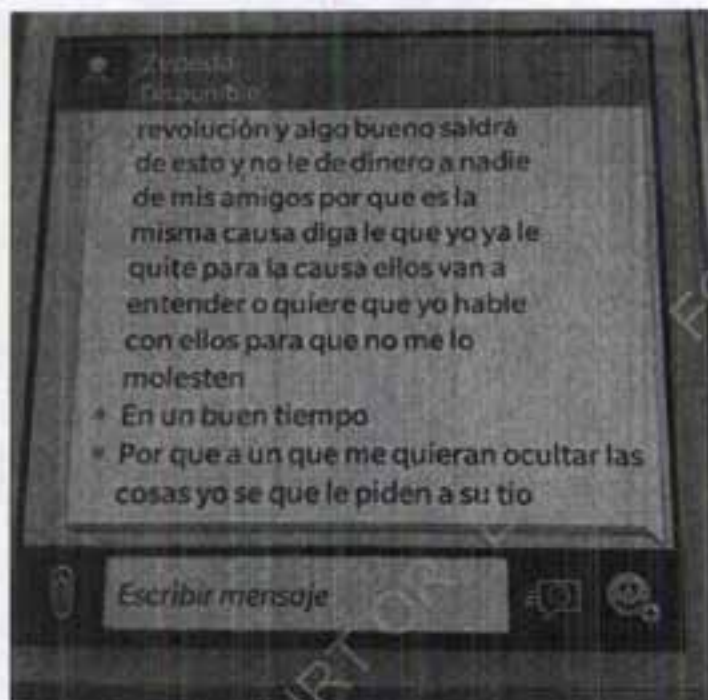 Zepeda
Disponible
revolución y algo bueno saldrá
de esto y no le de dinero a nadie
de mis amigos por que es la
misma causa diga le que yo ya le
quite para la causa ellos van a
entender o quiere que yo hable
con ellos para que no me lo
molesten
• En un buen tiempo
• Por que a un que me quieran ocultar las
cosas yo se que le piden a su tio
Escribir mensaje